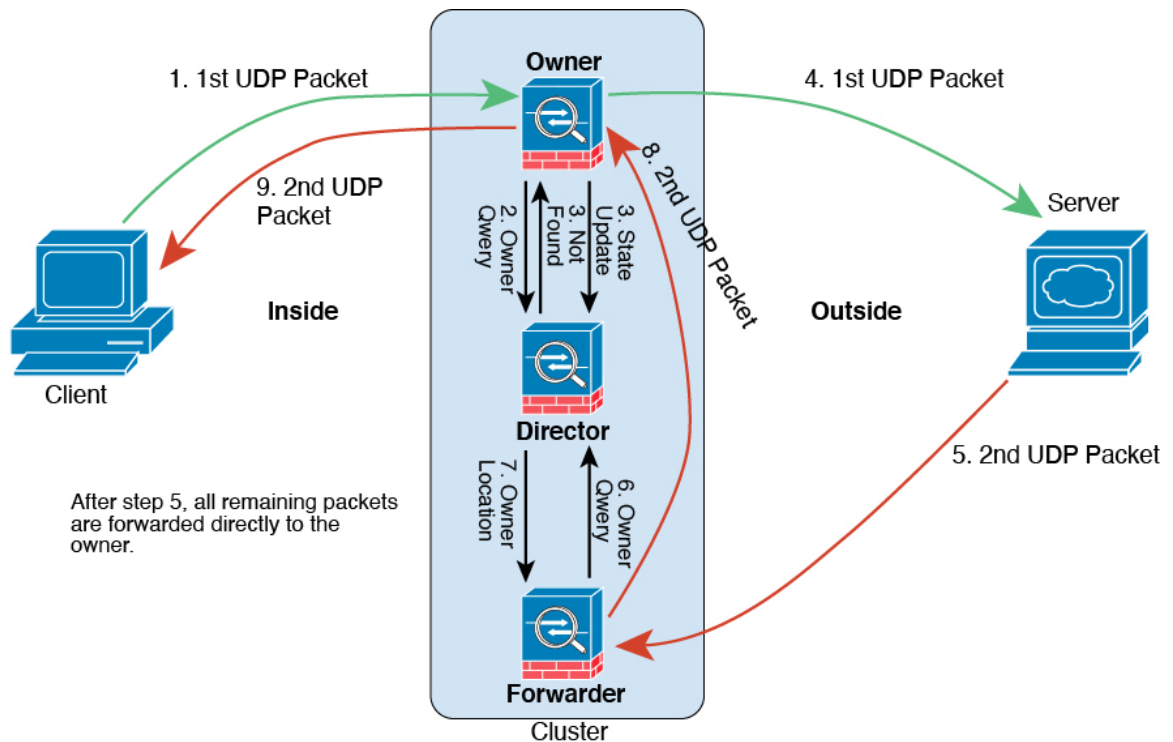 Owner
1. 1st UDP Packet
4. 1st UDP Packet
9. 2nd UDP
Packet
2. Owner
Qwery
3. Not
Found
3. State
Update
8. 2nd UDP Packet
Server
Inside
Outside
Client
Director
5. 2nd UDP Packet
7. Owner
Location
6. Owner
Qwery
After step 5, all remaining packets
are forwarded directly to the
owner.
Forwarder
Cluster